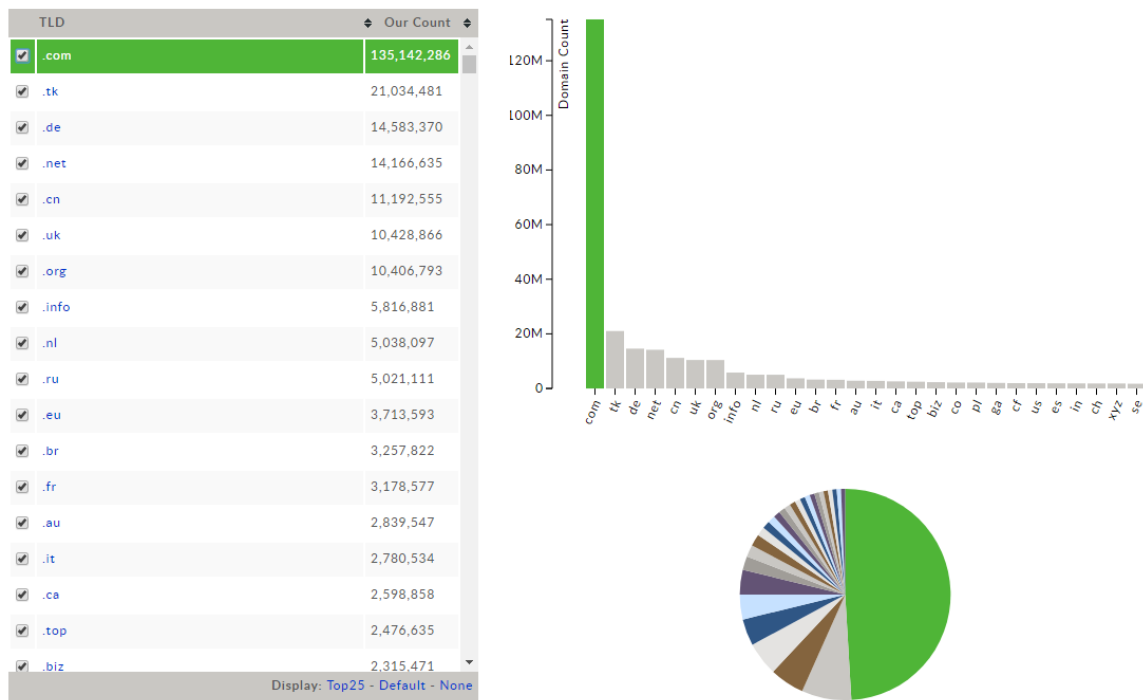 TLD Our Count
.com 135,142,286
.tk 21,034,481
.de 14,583,370
.net 14,166,635
.cn 11,192,555
.uk 10,428,866
.org 10,406,793
.info 5,816,881
.nl 5,038,097
.ru 5,021,111
.eu 3,713,593
.br 3,257,822
.fr 3,178,577
.au 2,839,547
.it 2,780,534
.ca 2,598,858
.top 2,476,635
.biz 2,315,471
Display: Top25 - Default - None
Domain Count
120M
100M
80M
60M
40M
20M
0
com tk de net cn uk org info nl ru eu br fr au it ca top biz co pl ga cf us es in ch xyz se